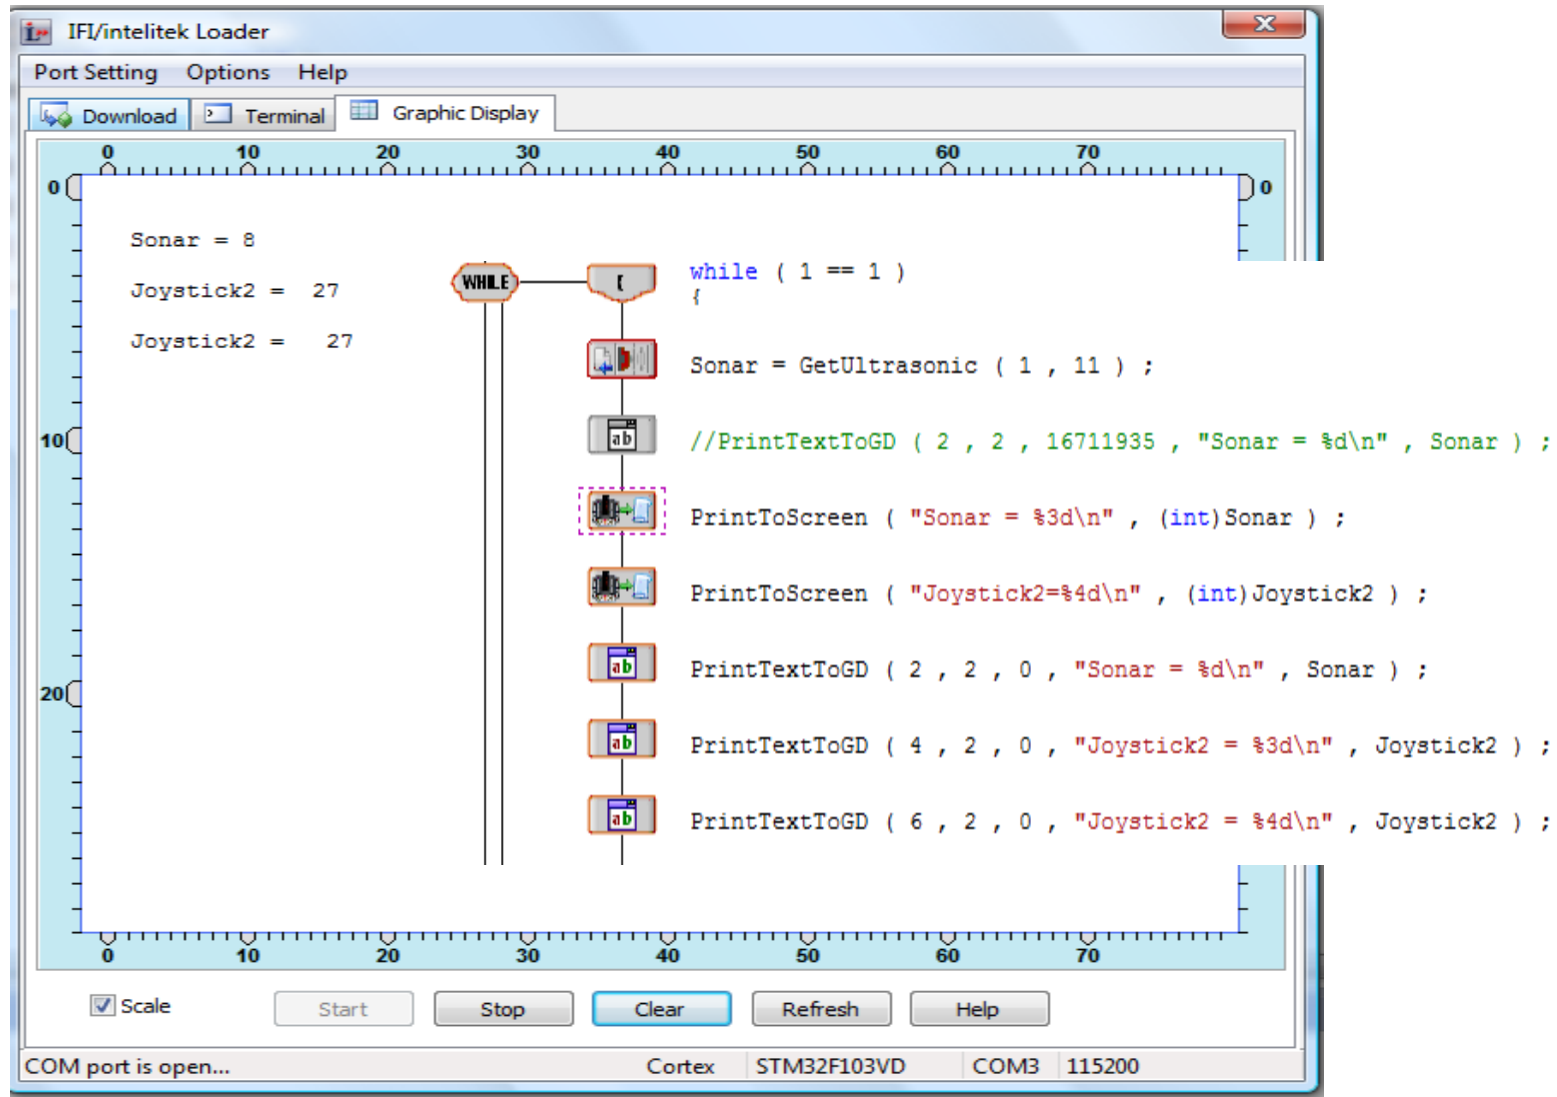 IFI/intelitek Loader
Port Setting Options Help
Download Terminal Graphic Display
0 10 20 30 40 50 60 70
0 0
Sonar = 8
Joystick2 =  27
Joystick2 =   27
10
20
WHILE {
while ( 1 == 1 )
{
Sonar = GetUltrasonic ( 1 , 11 ) ;
ab
//PrintTextToGD ( 2 , 2 , 16711935 , "Sonar = %d\n" , Sonar ) ;
PrintToScreen ( "Sonar = %3d\n" , (int)Sonar ) ;
PrintToScreen ( "Joystick2=%4d\n" , (int)Joystick2 ) ;
ab
PrintTextToGD ( 2 , 2 , 0 , "Sonar = %d\n" , Sonar ) ;
ab
PrintTextToGD ( 4 , 2 , 0 , "Joystick2 = %3d\n" , Joystick2 ) ;
ab
PrintTextToGD ( 6 , 2 , 0 , "Joystick2 = %4d\n" , Joystick2 ) ;
0 10 20 30 40 50 60 70
Scale Start Stop Clear Refresh Help
COM port is open... Cortex STM32F103VD COM3 115200